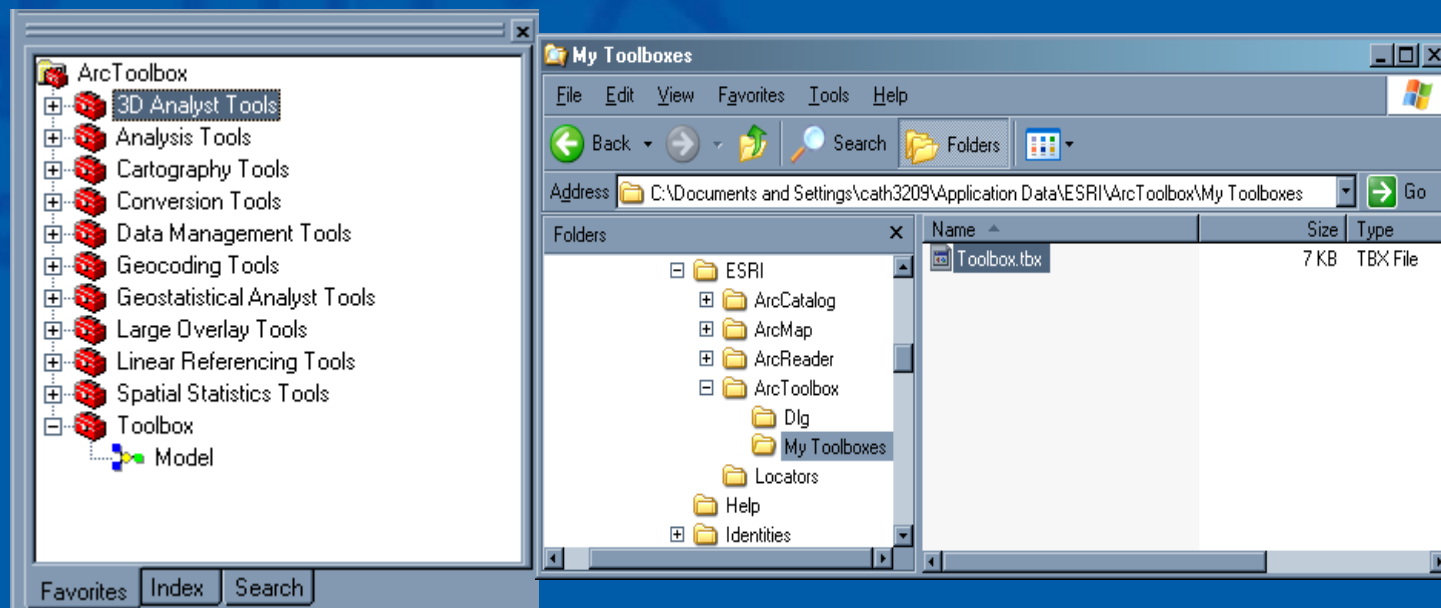 ArcToolbox
3D Analyst Tools
Analysis Tools
Cartography Tools
Conversion Tools
Data Management Tools
Geocoding Tools
Geostatistical Analyst Tools
Large Overlay Tools
Linear Referencing Tools
Spatial Statistics Tools
Toolbox
Model
Favorites Index Search
My Toolboxes
File Edit View Favorites Tools Help
Back Search Folders
Address C:\Documents and Settings\cath3209\Application Data\ESRI\ArcToolbox\My Toolboxes Go
Folders
ESRI
ArcCatalog
ArcMap
ArcReader
ArcToolbox
Dlg
My Toolboxes
Locators
Help
Identities
Name Size Type
Toolbox.tbx 7 KB TBX File